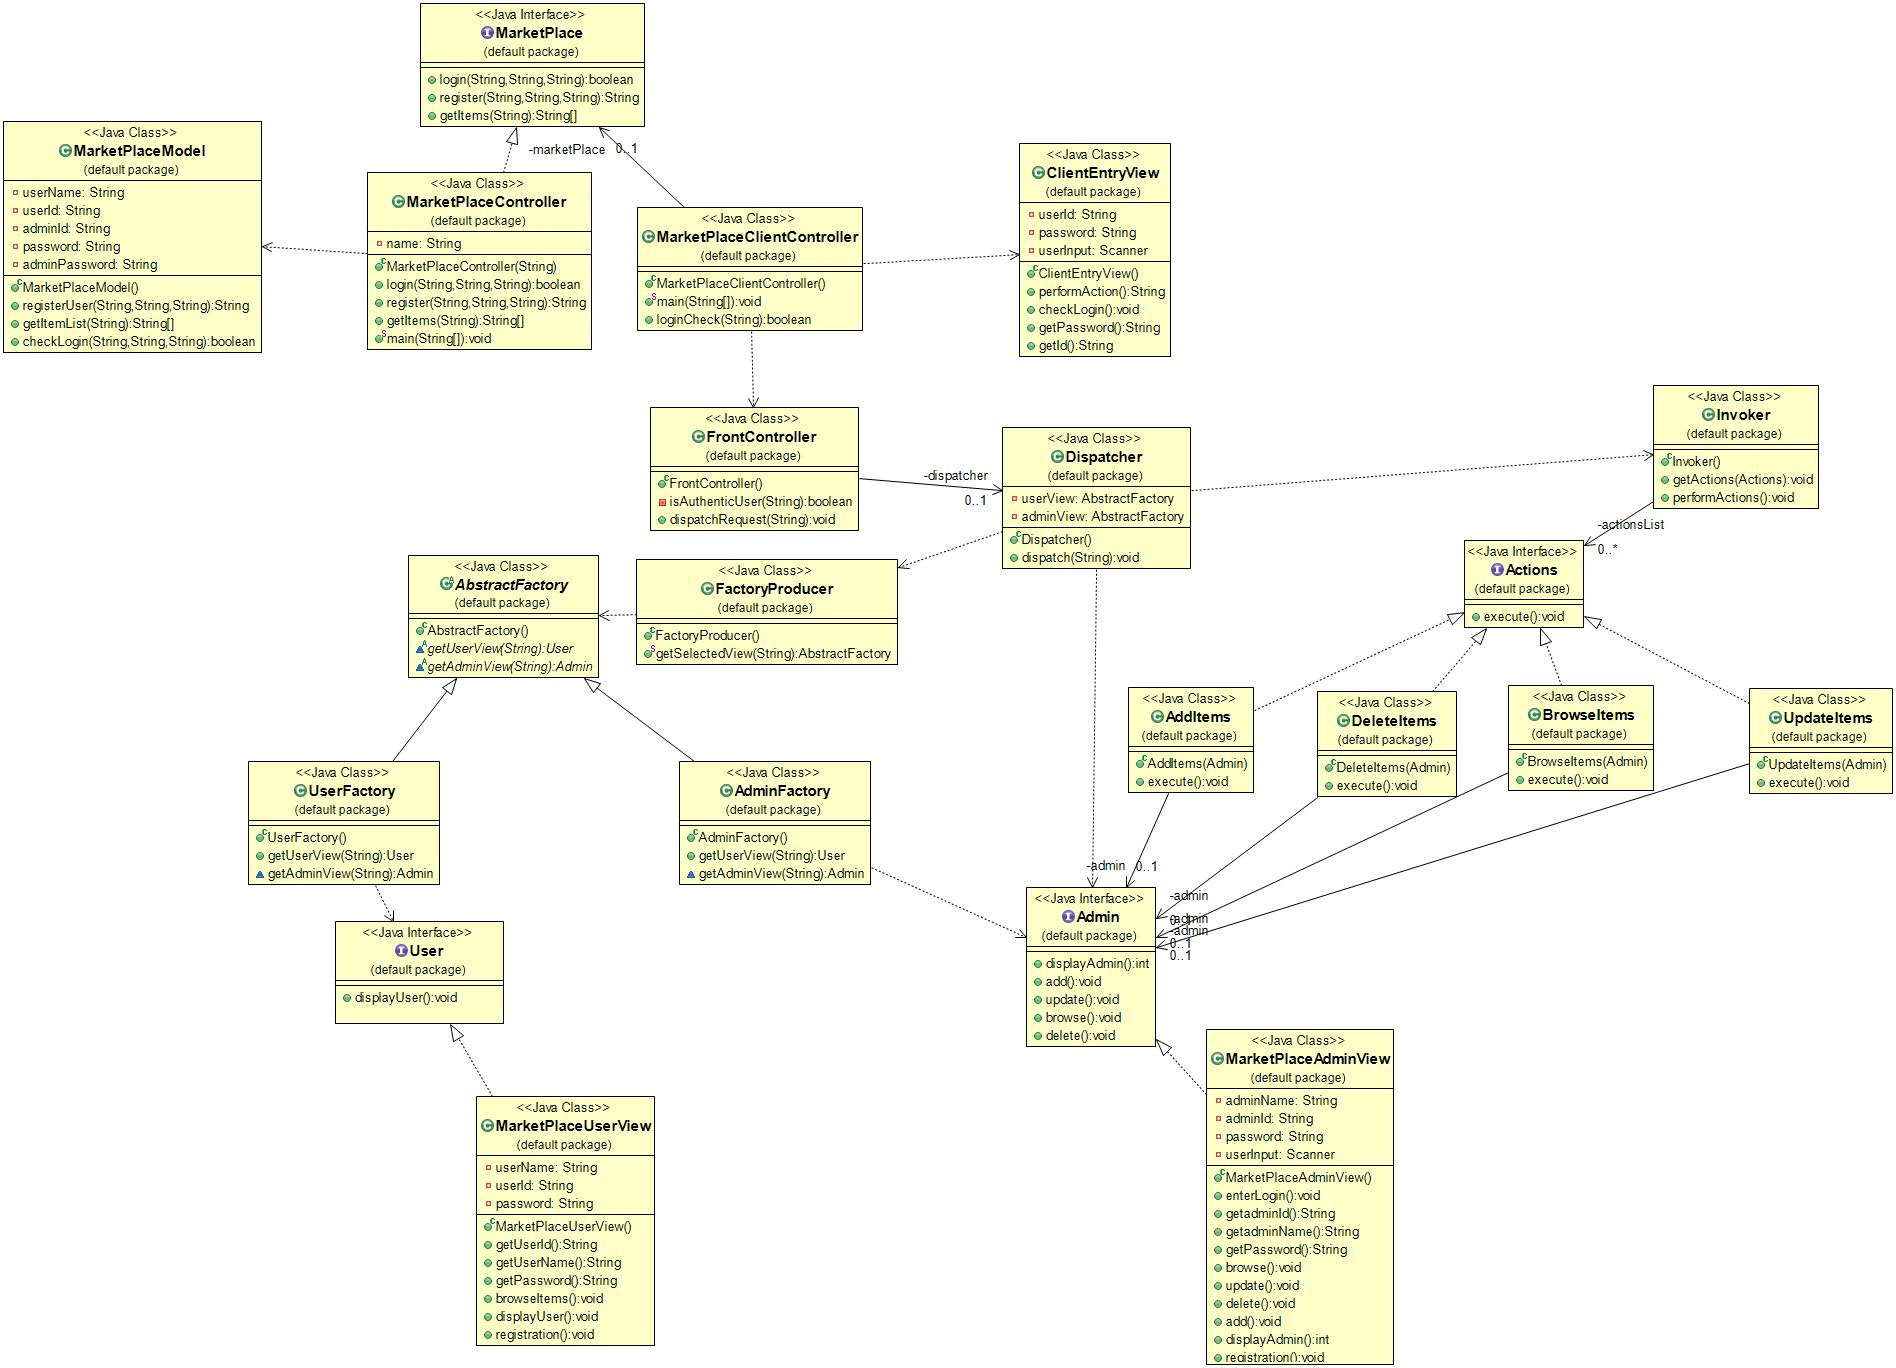 <<Java Interface>>
MarketPlace
(default package)
login(String,String,String):boolean
register(String,String,String):String
getItems(String):String[]
<<Java Class>>
MarketPlaceModel
(default package)
userName: String
userId: String
adminId: String
password: String
adminPassword: String
MarketPlaceModel()
registerUser(String,String,String):String
getItemList(String):String[]
checkLogin(String,String,String):boolean
-marketPlace
0..1
<<Java Class>>
MarketPlaceController
(default package)
name: String
MarketPlaceController(String)
login(String,String,String):boolean
register(String,String,String):String
getItems(String):String[]
main(String[]):void
<<Java Class>>
MarketPlaceClientController
(default package)
MarketPlaceClientController()
main(String[]):void
loginCheck(String):boolean
<<Java Class>>
ClientEntryView
(default package)
userId: String
password: String
userInput: Scanner
ClientEntryView()
performAction():String
checkLogin():void
getPassword():String
getId():String
<<Java Class>>
FrontController
(default package)
FrontController()
isAuthenticUser(String):boolean
dispatchRequest(String):void
-dispatcher
0..1
<<Java Class>>
Dispatcher
(default package)
userView: AbstractFactory
adminView: AbstractFactory
Dispatcher()
dispatch(String):void
<<Java Class>>
Invoker
(default package)
Invoker()
getActions(Actions):void
performActions():void
-actionsList
0..*
<<Java Interface>>
Actions
(default package)
execute():void
<<Java Class>>
AbstractFactory
(default package)
AbstractFactory()
getUserView(String):User
getAdminView(String):Admin
<<Java Class>>
FactoryProducer
(default package)
FactoryProducer()
getSelectedView(String):AbstractFactory
<<Java Class>>
AddItems
(default package)
AddItems(Admin)
execute():void
<<Java Class>>
DeleteItems
(default package)
DeleteItems(Admin)
execute():void
<<Java Class>>
BrowseItems
(default package)
BrowseItems(Admin)
execute():void
<<Java Class>>
UpdateItems
(default package)
UpdateItems(Admin)
execute():void
<<Java Class>>
UserFactory
(default package)
UserFactory()
getUserView(String):User
getAdminView(String):Admin
<<Java Class>>
AdminFactory
(default package)
AdminFactory()
getUserView(String):User
getAdminView(String):Admin
-admin
0..1
-admin
-admin
-admin
0..1
0..1
<<Java Interface>>
Admin
(default package)
displayAdmin():int
add():void
update():void
browse():void
delete():void
<<Java Interface>>
User
(default package)
displayUser():void
<<Java Class>>
MarketPlaceUserView
(default package)
userName: String
userId: String
password: String
MarketPlaceUserView()
getUserId():String
getUserName():String
getPassword():String
browseItems():void
displayUser():void
registration():void
<<Java Class>>
MarketPlaceAdminView
(default package)
adminName: String
adminId: String
password: String
userInput: Scanner
MarketPlaceAdminView()
enterLogin():void
getadminId():String
getadminName():String
getPassword():String
browse():void
update():void
delete():void
add():void
displayAdmin():int
registration():void